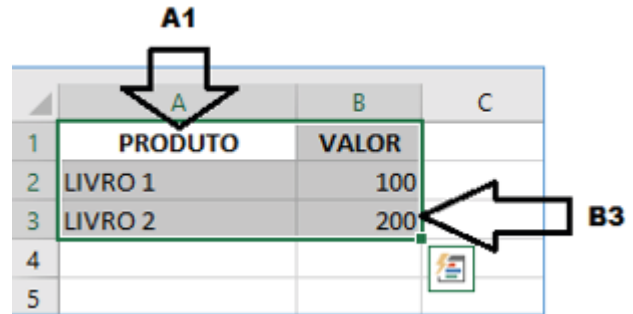 A1
A B C
1 PRODUTO VALOR
2 LIVRO 1 100
3 LIVRO 2 200
B3
4
5